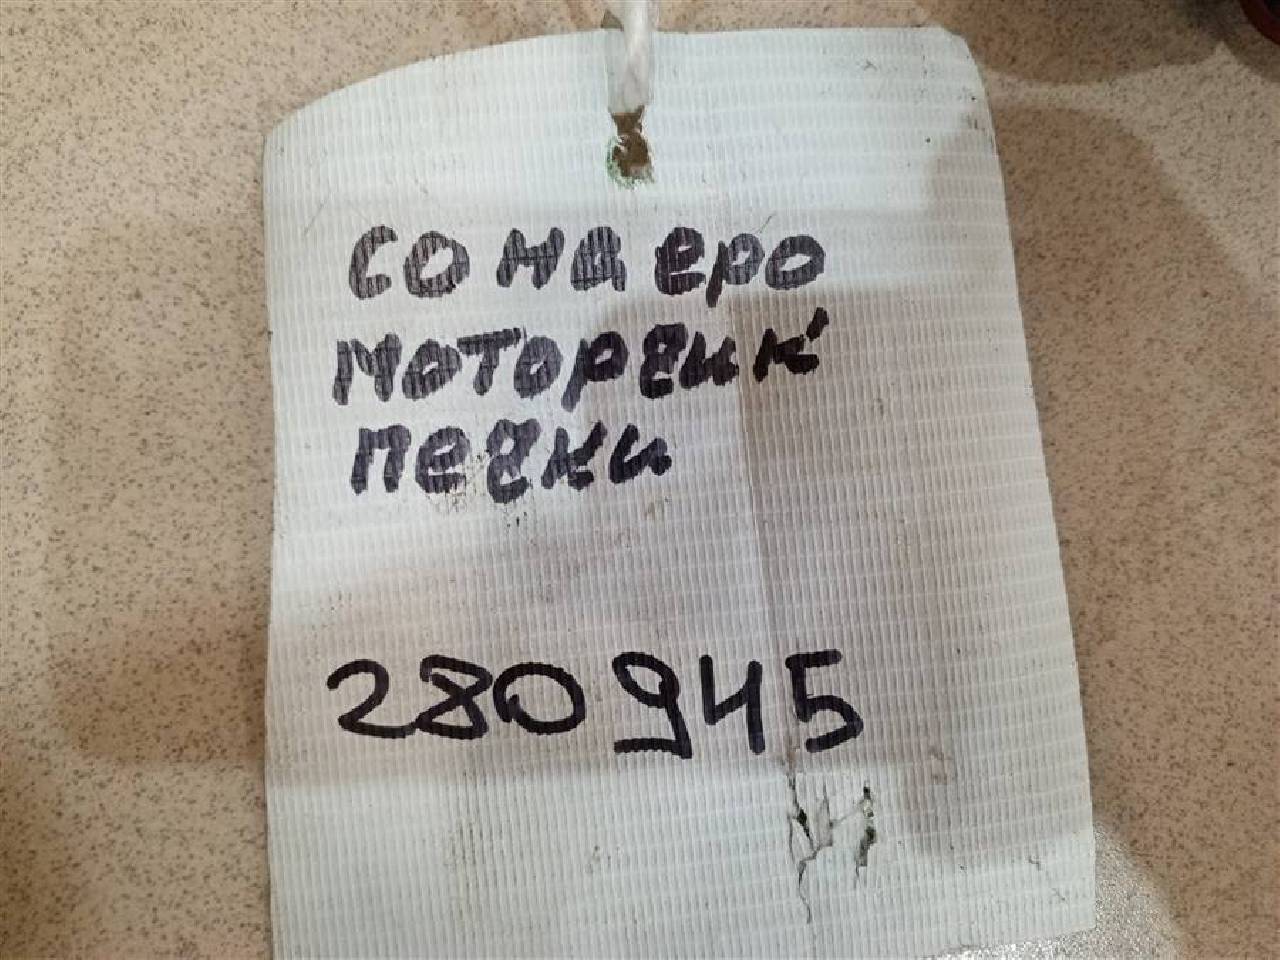 со на еро
моторчик
печки
280945